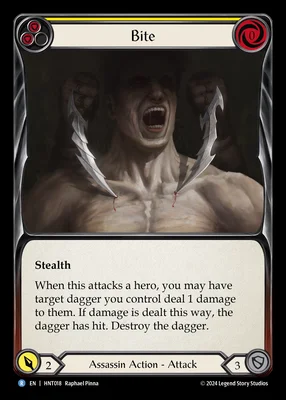 Bite
0
Stealth
When this attacks a hero, you may have
target dagger you control deal 1 damage
to them. If damage is dealt this way, the
dagger has hit. Destroy the dagger.
2 Assassin Action - Attack 3
C EN | HNT018 Raphael Pinna © 2024 Legend Story Studios